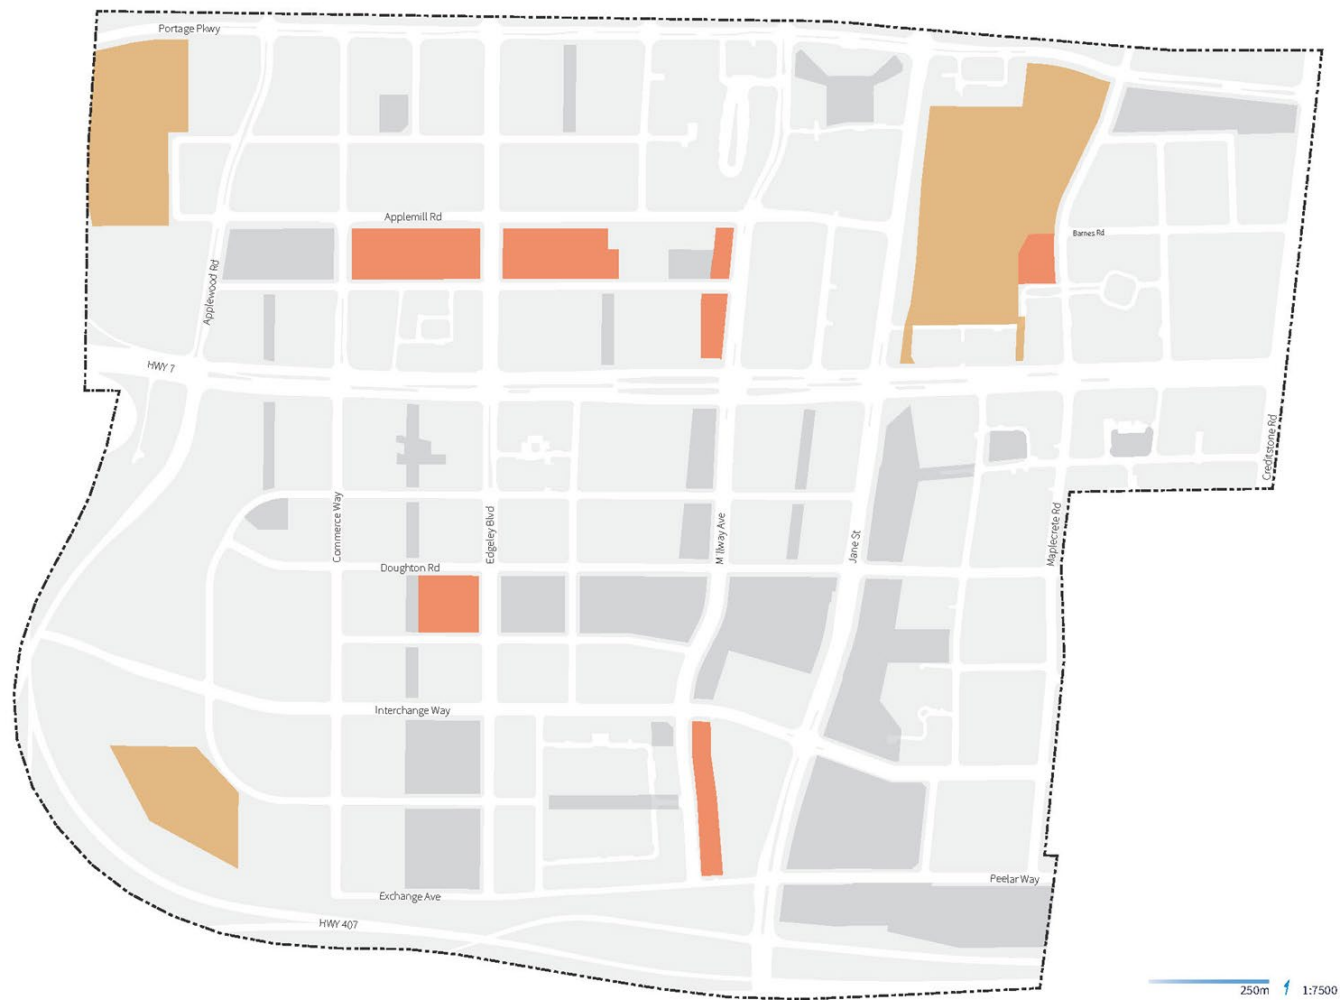 Portage Pkwy
Applemill Rd
Barnes Rd
Applewood Rd
HWY 7
Creditstone Rd
Commerce Way
Edgeley Blvd
M llway Ave
Jane St
Maplecrete Rd
Doughton Rd
Interchange Way
Peelar Way
Exchange Ave
HWY 407
250m 1:7500